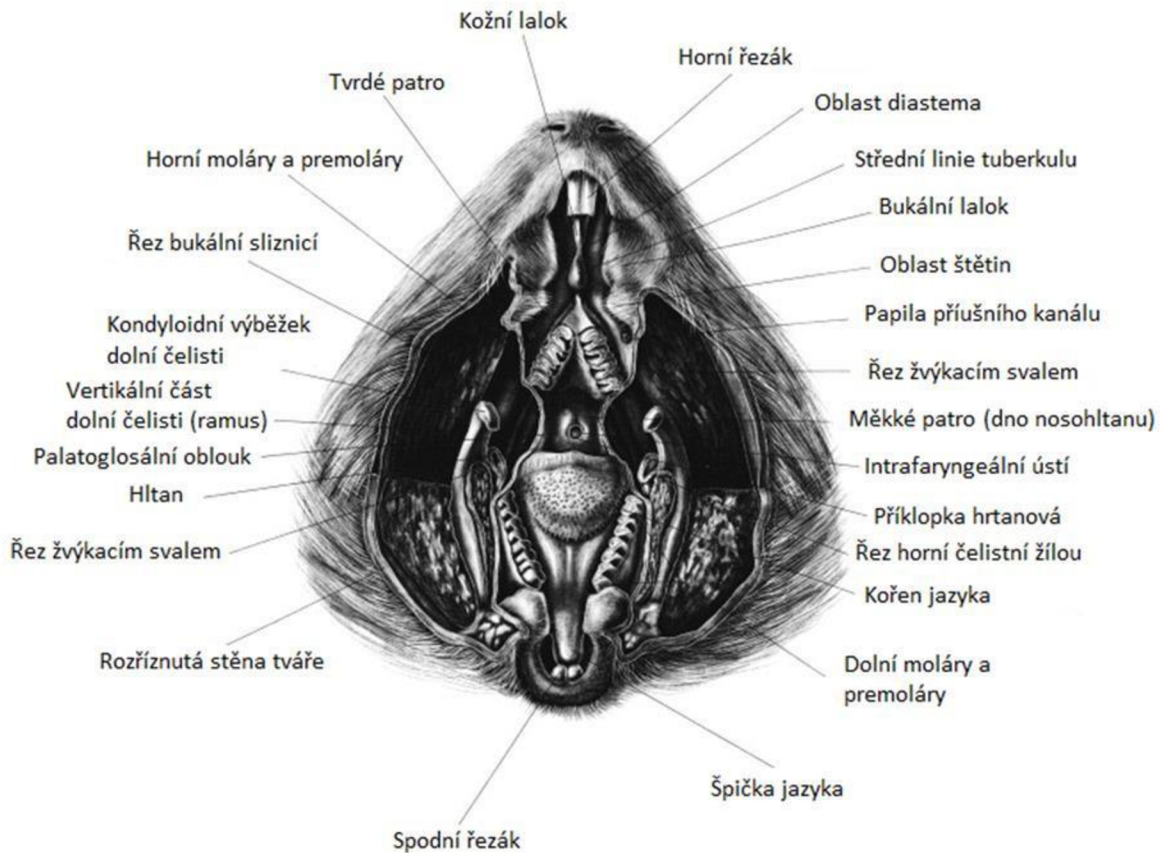 Kožní lalok
Horní řezák
Tvrdé patro
Oblast diastema
Horní moláry a premoláry
Střední linie tuberkulu
Bukální lalok
Řez bukální sliznicí
Oblast štětin
Kondyloidní výběžek
dolní čelisti
Papila příušního kanálu
Vertikální část
dolní čelisti (ramus)
Řez žvýkacím svalem
Měkké patro (dno nosohltanu)
Palatoglosální oblouk
Intrafaryngeální ústí
Hltan
Příklopka hrtanová
Řez žvýkacím svalem
Řez horní čelistní žílou
Kořen jazyka
Rozříznutá stěna tváře
Dolní moláry a
premoláry
Špička jazyka
Spodní řezák